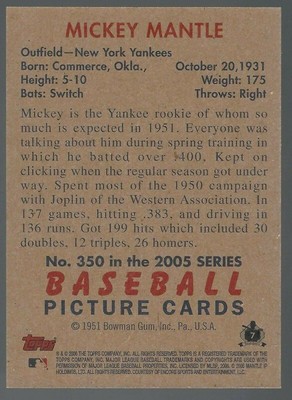 MICKEY MANTLE
Outfield—New York Yankees
Born: Commerce, Okla., October 20, 1931
Height: 5-10 Weight: 175
Bats: Switch Throws: Right
Mickey is the Yankee rookie of whom so
much is expected in 1951. Everyone was
talking about him during spring training in
which he batted over .400, Kept on
clicking when the regular season got under
way. Spent most of the 1950 campaign
with Joplin of the Western Association. In
137 games, hitting .383, and driving in
136 runs. Got 199 hits which included 30
doubles, 12 triples, 26 homers.
No. 350 in the 2005 SERIES
BASEBALL
PICTURE CARDS
© 1951 Bowman Gum, Inc., Pa., U.S.A.
Topps
7